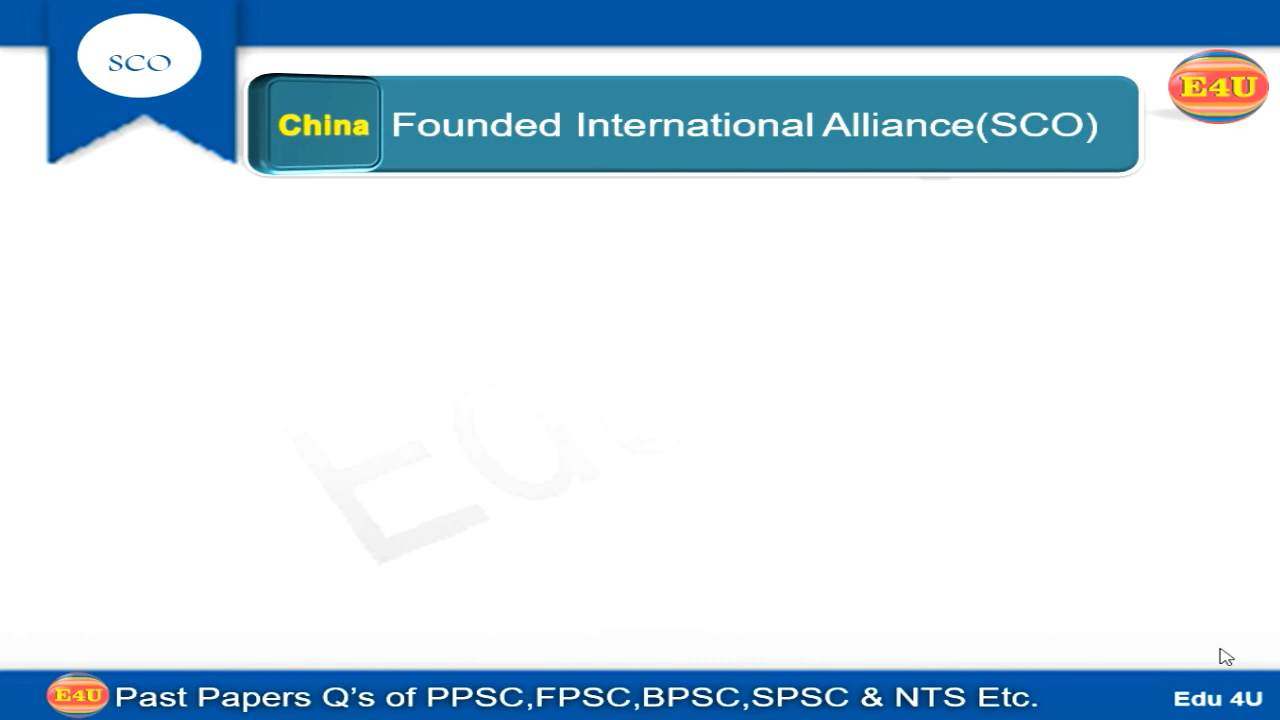 SCO
E4U
China Founded International Alliance(SCO)
E4U Past Papers Q's of PPSC,FPSC,BPSC,SPSC & NTS Etc.
Edu 4U